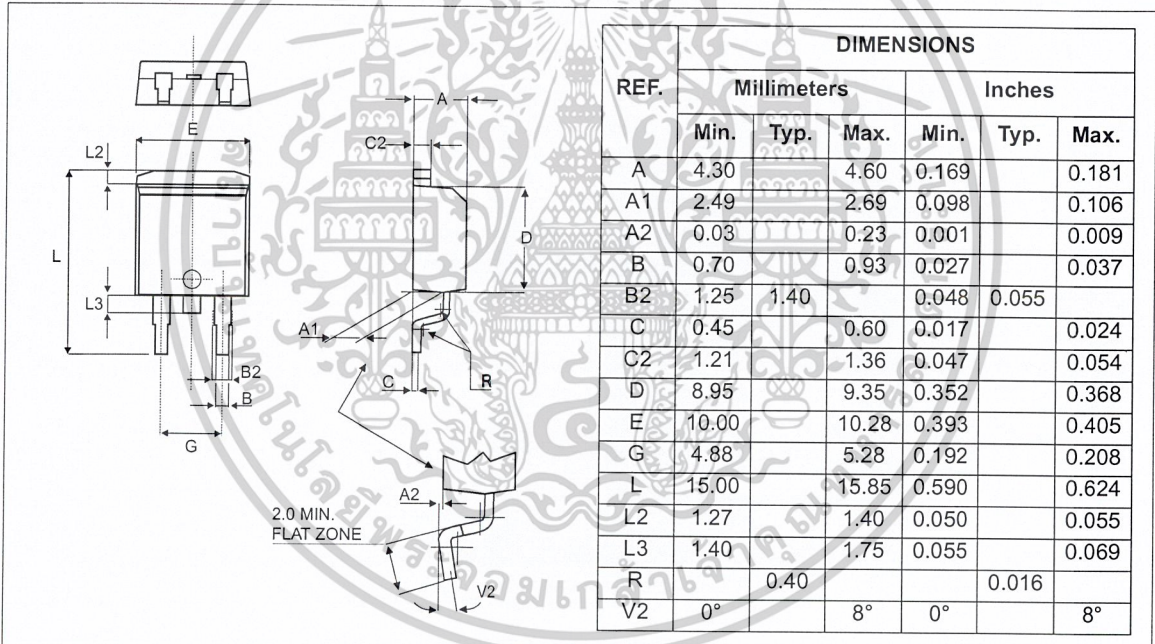 E
L2
L
L3
B2
B
G
A
C2
D
A1
C
R
A2
2.0 MIN.
FLAT ZONE
V2
REF. DIMENSIONS
Millimeters Inches
Min. Typ. Max. Min. Typ. Max.
A 4.30 4.60 0.169 0.181
A1 2.49 2.69 0.098 0.106
A2 0.03 0.23 0.001 0.009
B 0.70 0.93 0.027 0.037
B2 1.25 1.40 0.048 0.055
C 0.45 0.60 0.017 0.024
C2 1.21 1.36 0.047 0.054
D 8.95 9.35 0.352 0.368
E 10.00 10.28 0.393 0.405
G 4.88 5.28 0.192 0.208
L 15.00 15.85 0.590 0.624
L2 1.27 1.40 0.050 0.055
L3 1.40 1.75 0.055 0.069
R 0.40 0.016
V2 0° 8° 0° 8°